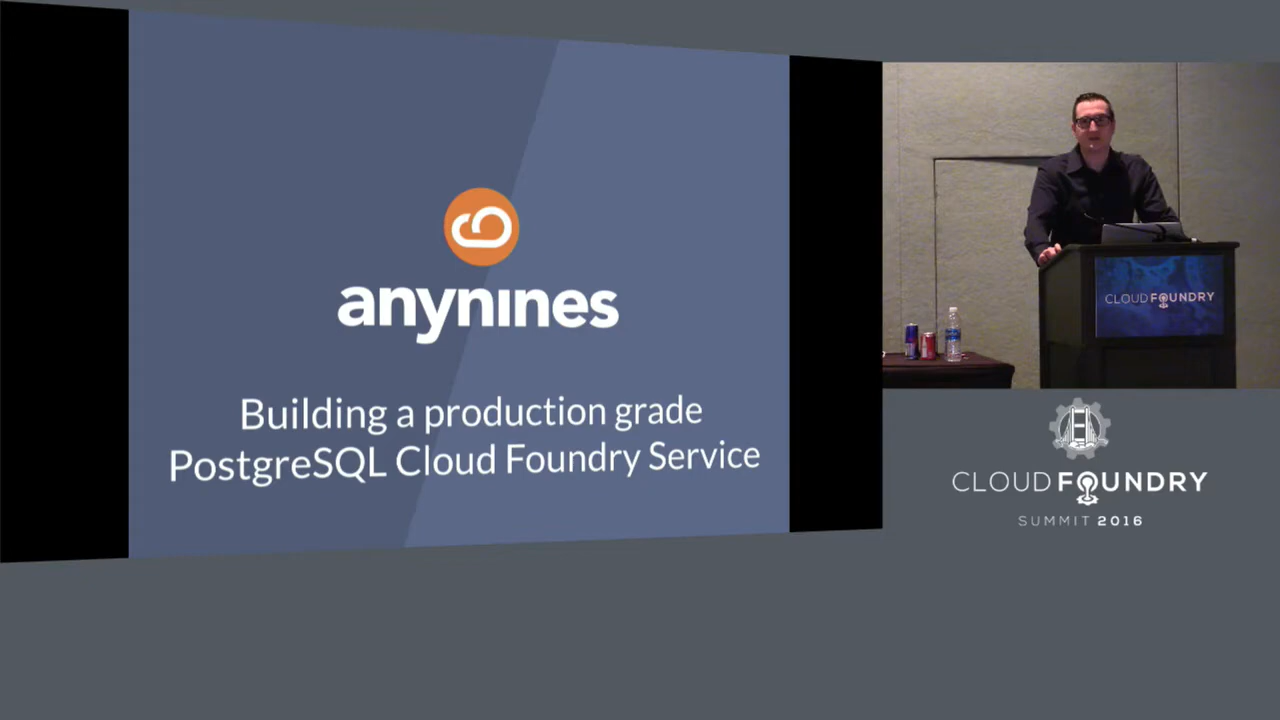 anynines
Building a production grade
PostgreSQL Cloud Foundry Service
CLOUD FOUNDRY
CLOUD FOUNDRY
SUMMIT 2016